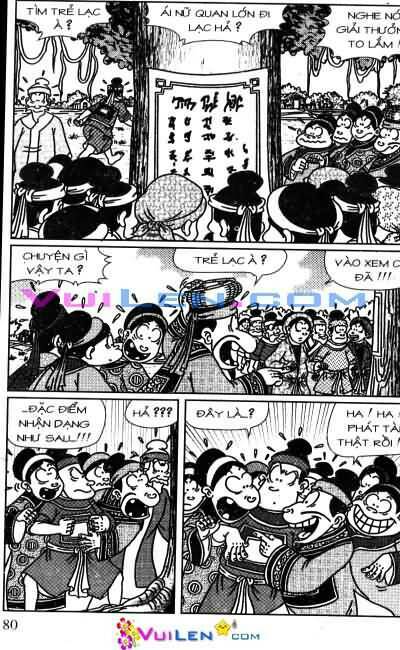 TÌM TRẺ LẠC
À?
ÁI NỮ QUAN LỚN ĐI
LẠC HẢ?
NGHE NÓ
GIẢI THƯỞN
TO LẮM !
CHUYỆN GÌ
VẬY TA?
TRẺ LẠC À?
VÀO XEM C
ĐÃ !!!
VUILEN.COM
...ĐẶC ĐIỂM
NHẬN DẠNG
NHƯ SAU...!!!
HẢ???
ĐÂY LÀ...?
HA ! HA !
PHÁT TÀ
THẬT RỒI !
80
VUILEN.COM